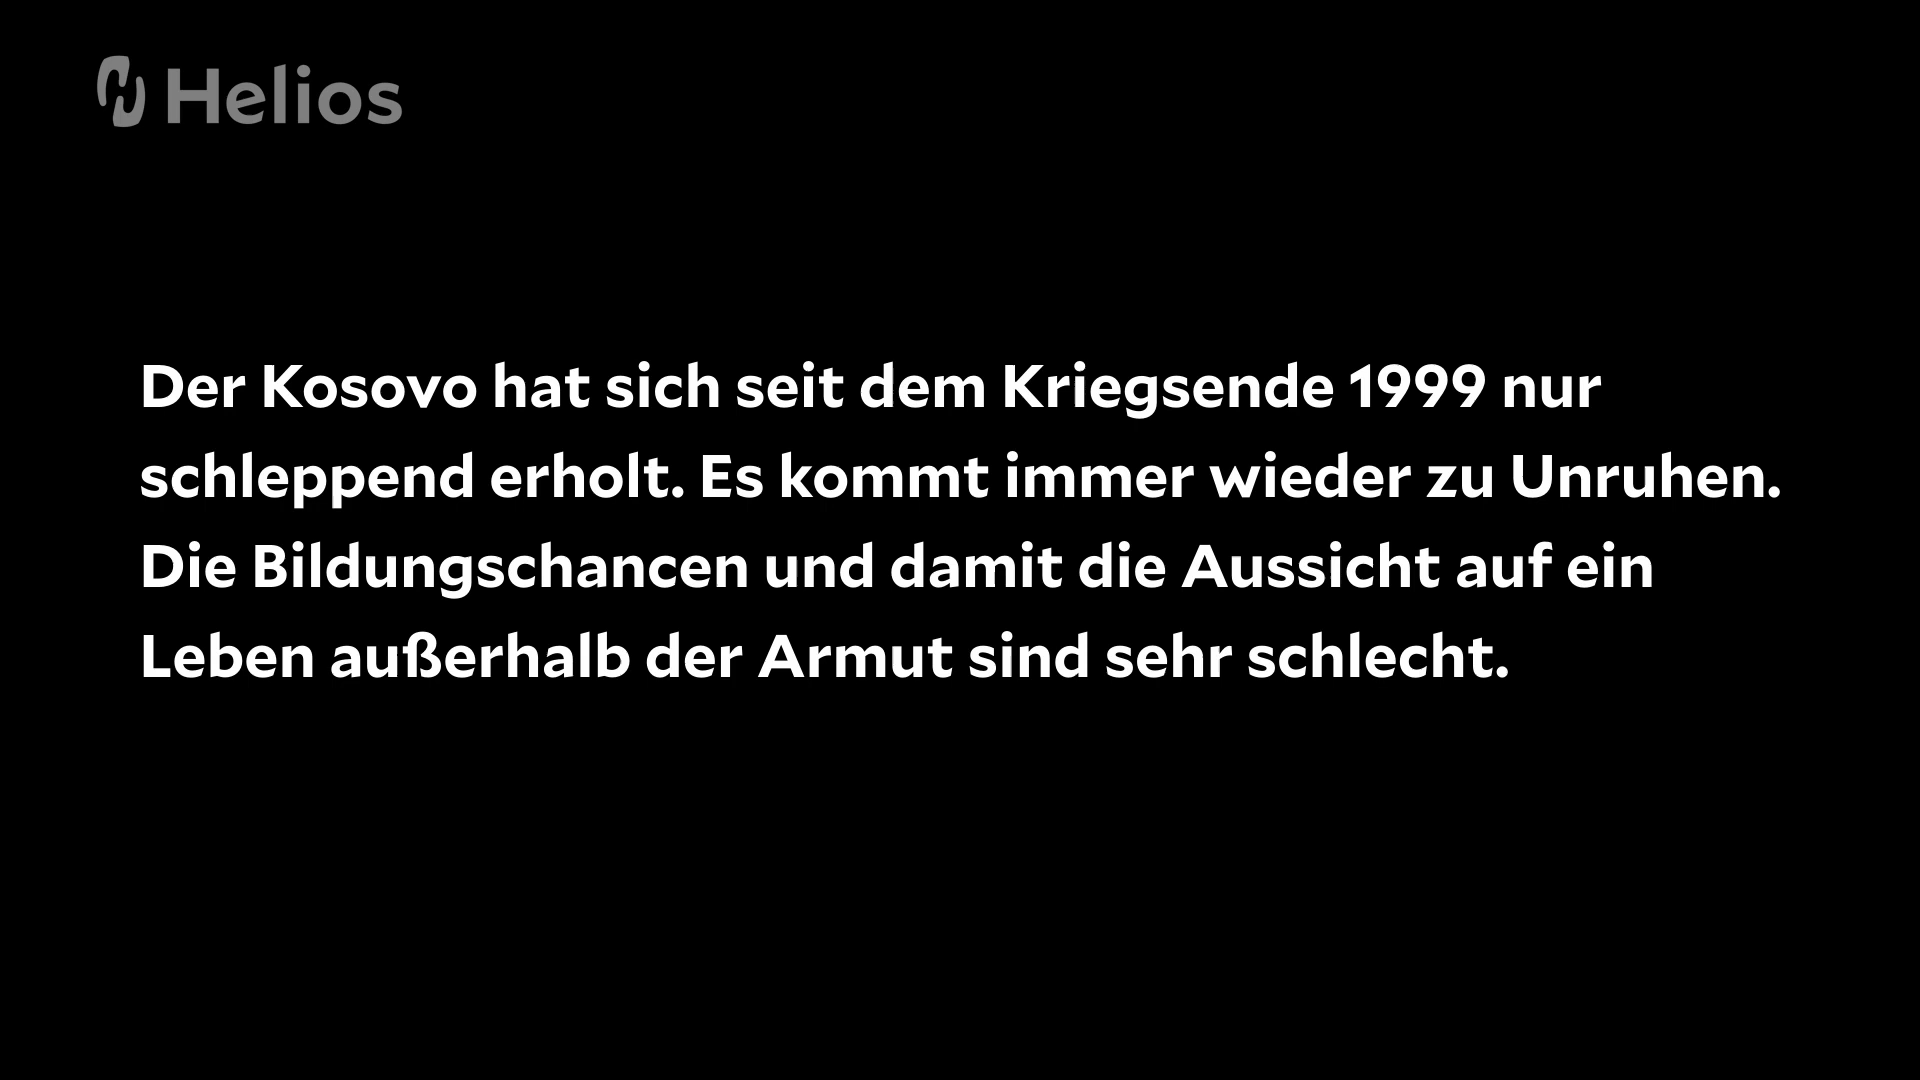 Helios
Der Kosovo hat sich seit dem Kriegsende 1999 nur
schleppend erholt. Es kommt immer wieder zu Unruhen.
Die Bildungschancen und damit die Aussicht auf ein
Leben außerhalb der Armut sind sehr schlecht.